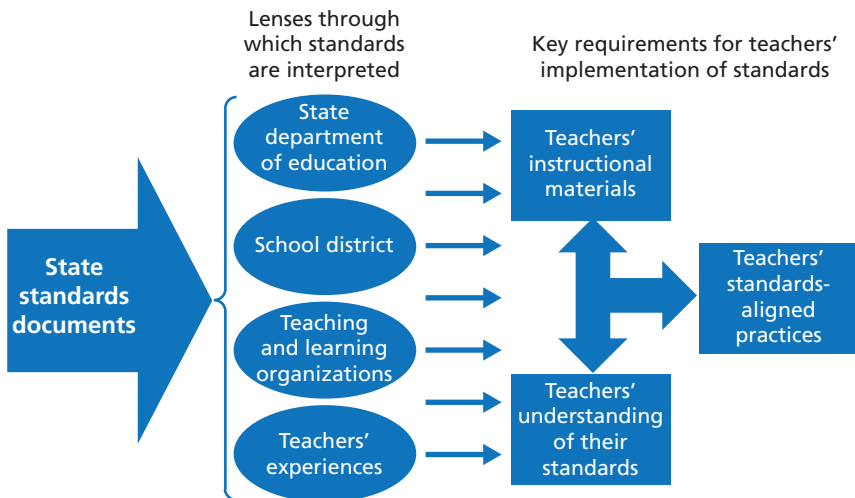 Lenses through
which standards
are interpreted
Key requirements for teachers'
implementation of standards
State
standards
documents
State
department
of education
School district
Teaching
and learning
organizations
Teachers'
experiences
Teachers'
instructional
materials
Teachers'
understanding
of their
standards
Teachers'
standards-
aligned
practices